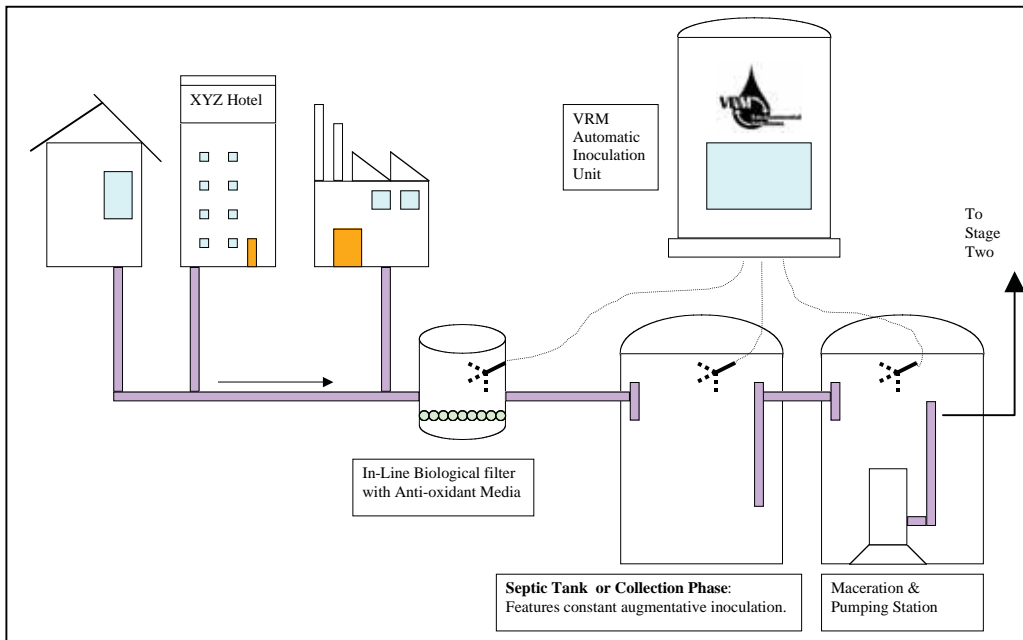 XYZ Hotel
VRM
Automatic
Inoculation
Unit
VRM
To
Stage
Two
In-Line Biological filter
with Anti-oxidant Media
Septic Tank or Collection Phase:
Features constant augmentative inoculation.
Maceration &
Pumping Station